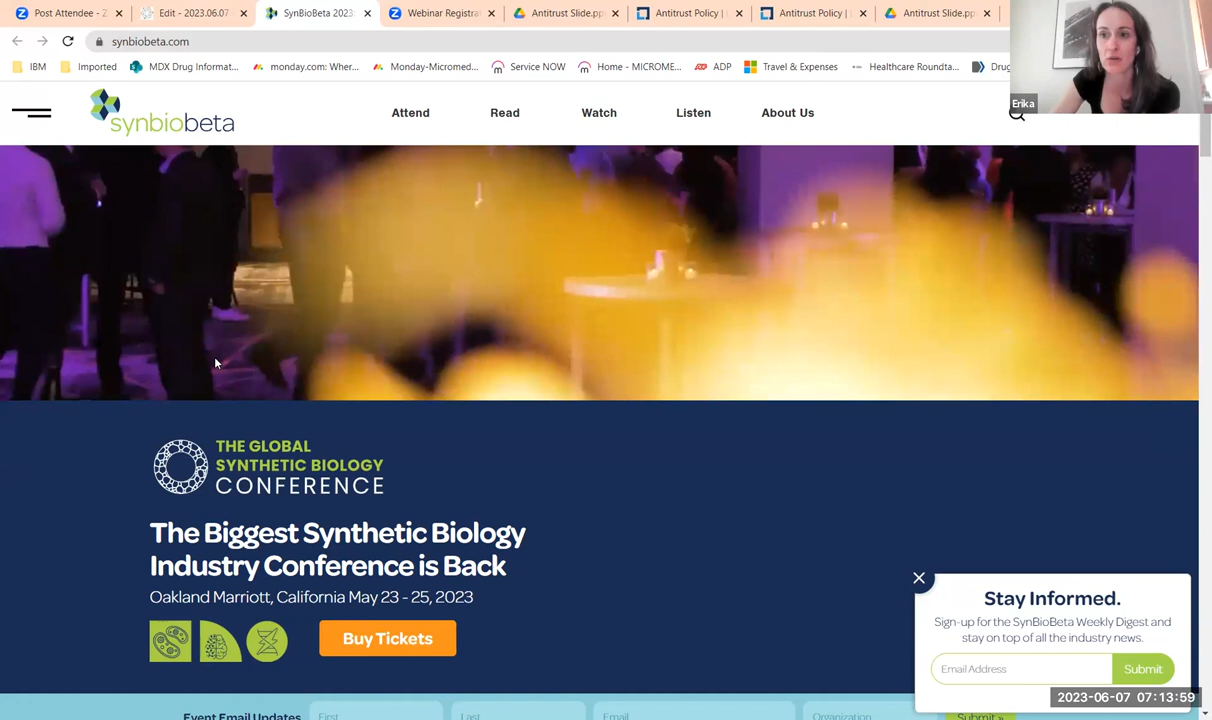 Post Attendee - Z
Edit - 2023.06.07
SynBioBeta 2023:
Webinar Registra
Antitrust Slide.pp
Antitrust Policy |
Antitrust Policy | L
Antitrust Slide.pp
synbiobeta.com
IBM
Imported
MDX Drug Informat...
monday.com: Wher...
Monday-Micromed...
Service NOW
Home - MICROME...
ADP
Travel & Expenses
Healthcare Roundta...
Drug
Erika
synbiobeta
Attend
Read
Watch
Listen
About Us
THE GLOBAL
SYNTHETIC BIOLOGY
CONFERENCE
The Biggest Synthetic Biology
Industry Conference is Back
Oakland Marriott, California May 23 - 25, 2023
Buy Tickets
Stay Informed.
Sign-up for the SynBioBeta Weekly Digest and
stay on top of all the industry news.
Email Address
Submit
2023-06-07 07:13:59
Event Email Updates
First
Last
Email
Organization
Submit »